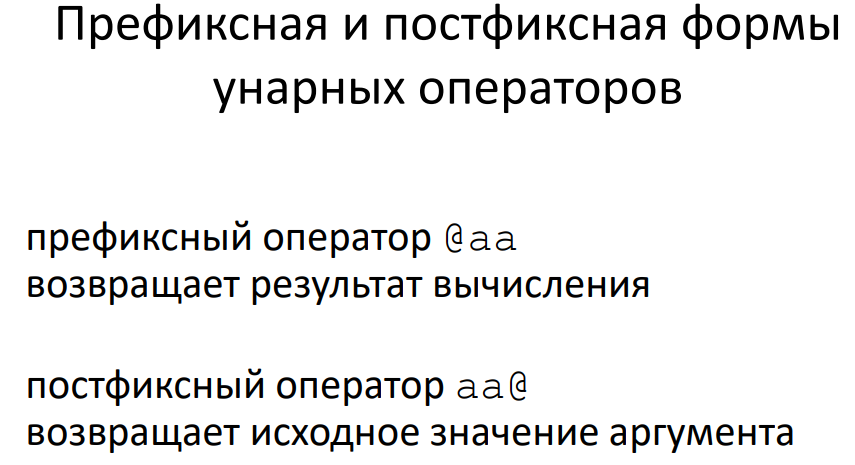 Префиксная и постфиксная формы
унарных операторов
префиксный оператор @aa
возвращает результат вычисления
постфиксный оператор aa@
возвращает исходное значение аргумента